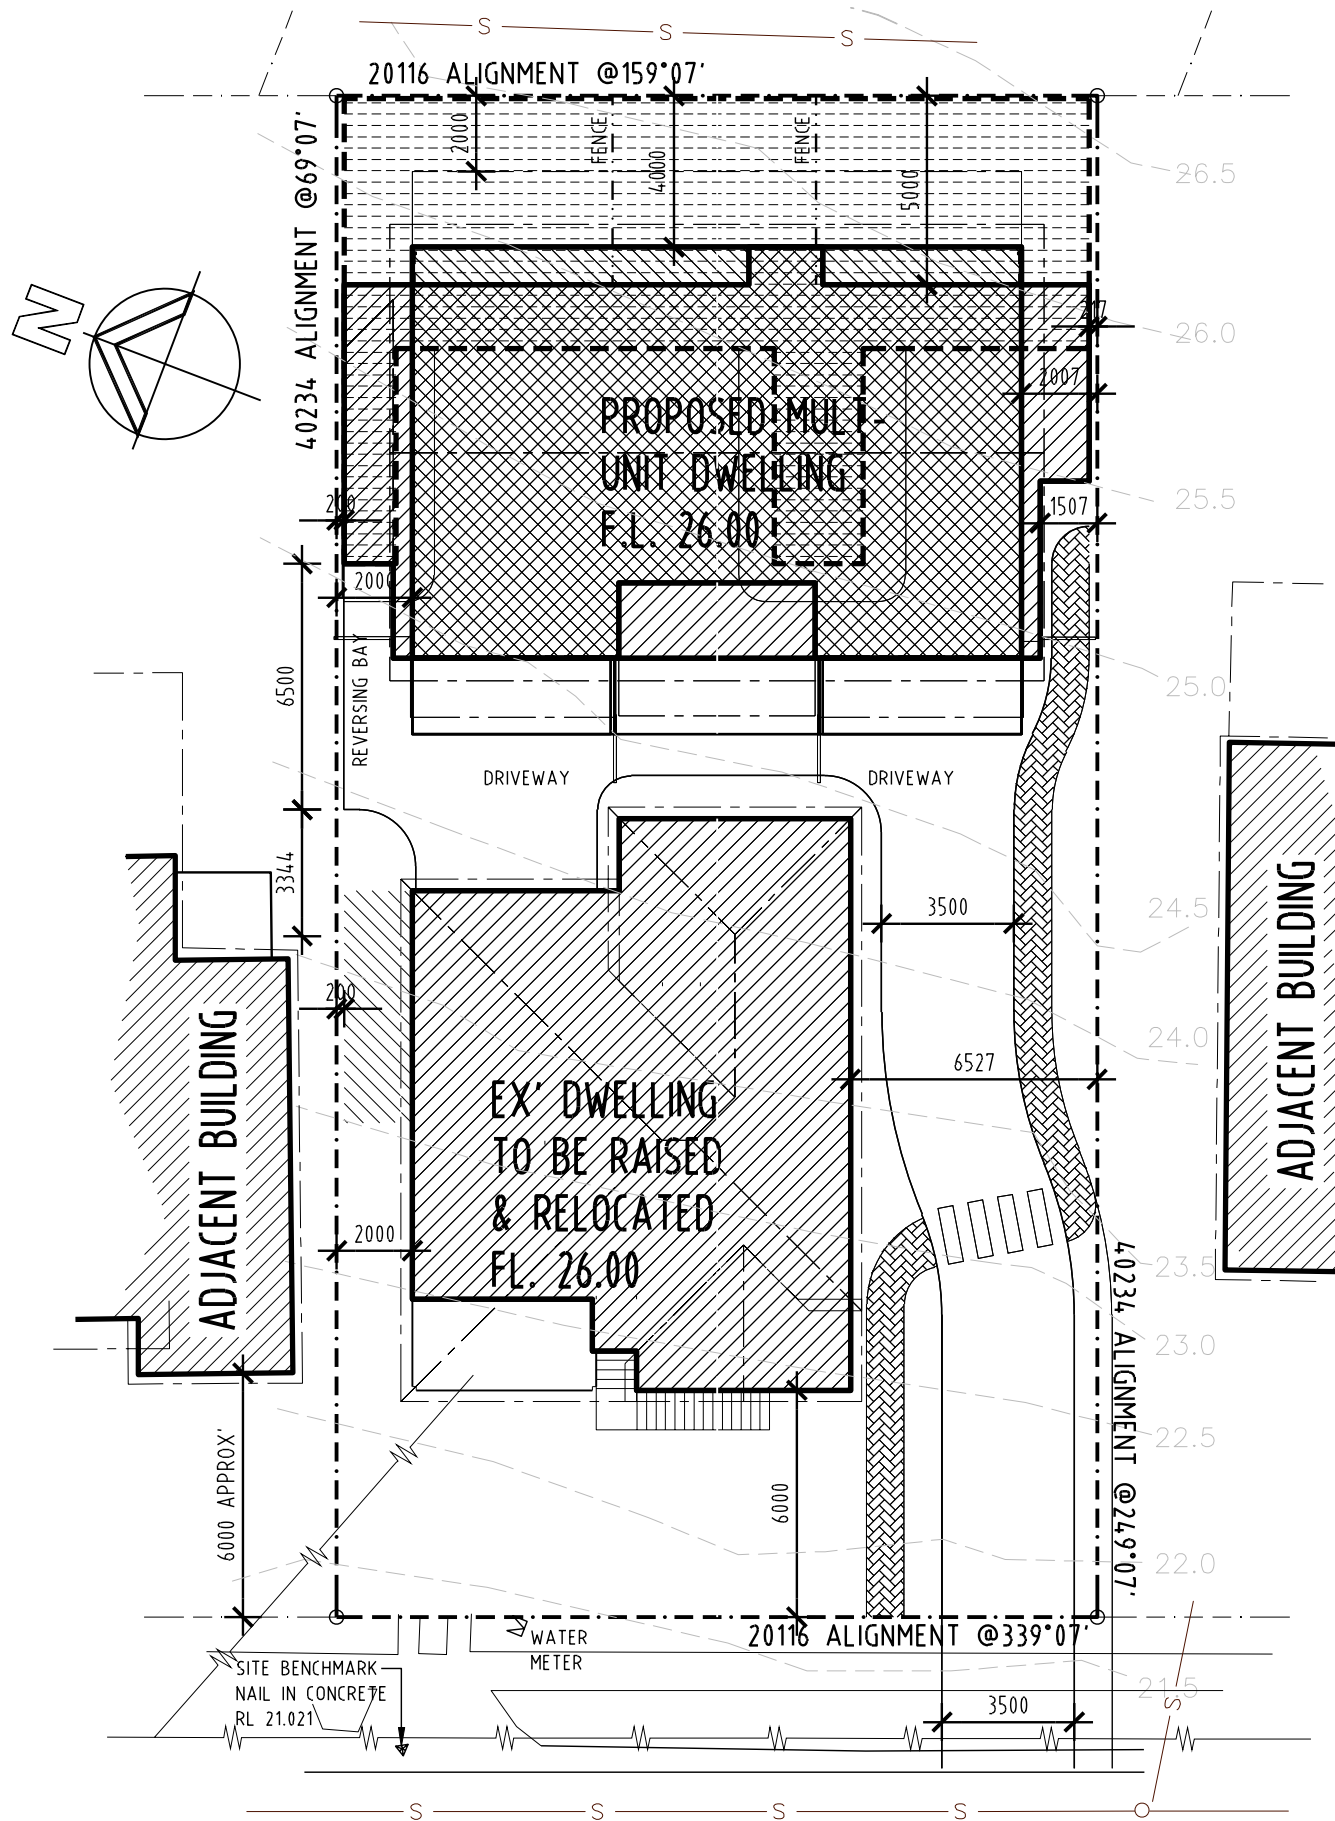 S S S
20116 ALIGNMENT @159°07'
40234 ALIGNMENT @69°07'
2000
FENCE
4000
FENCE
5000
26.5
N
26.0
2007
PROPOSED MULTI-
UNIT DWELLING
F.L. 26.00
25.5
200
1507
2000
6500
REVERSING BAY
25.0
DRIVEWAY
DRIVEWAY
3344
3500
24.5
200
24.0
6527
ADJACENT BUILDING
ADJACENT BUILDING
EX' DWELLING
TO BE RAISED
& RELOCATED
FL. 26.00
2000
23.5
40234 ALIGNMENT @249°07'
23.0
22.5
6000 APPROX'
6000
22.0
20116 ALIGNMENT @339°07'
WATER
METER
SITE BENCHMARK
NAIL IN CONCRETE
RL 21.021
21.5
S
3500
S S S S